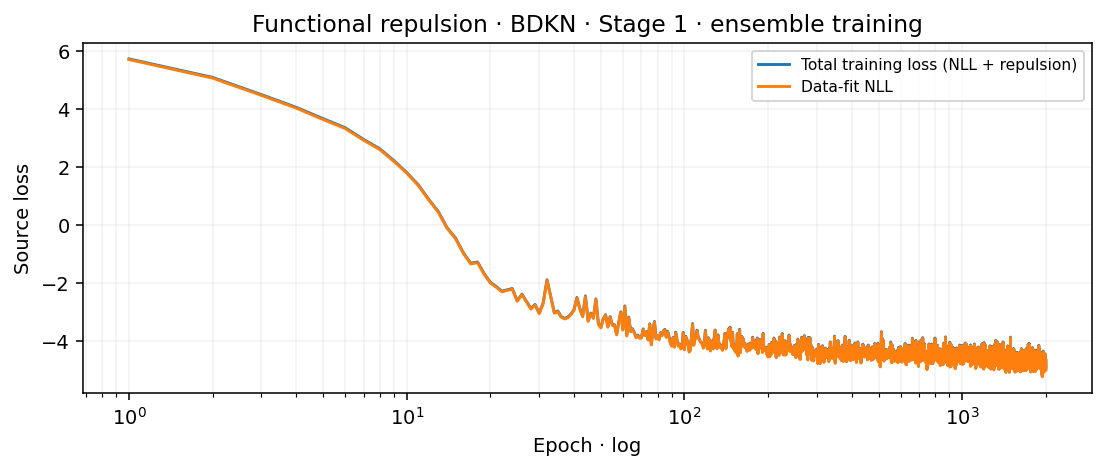 Functional repulsion · BDKN · Stage 1 · ensemble training
Total training loss (NLL + repulsion)
Data-fit NLL
Source loss
6
4
2
0
−2
−4
10⁰
10¹
10²
10³
Epoch · log